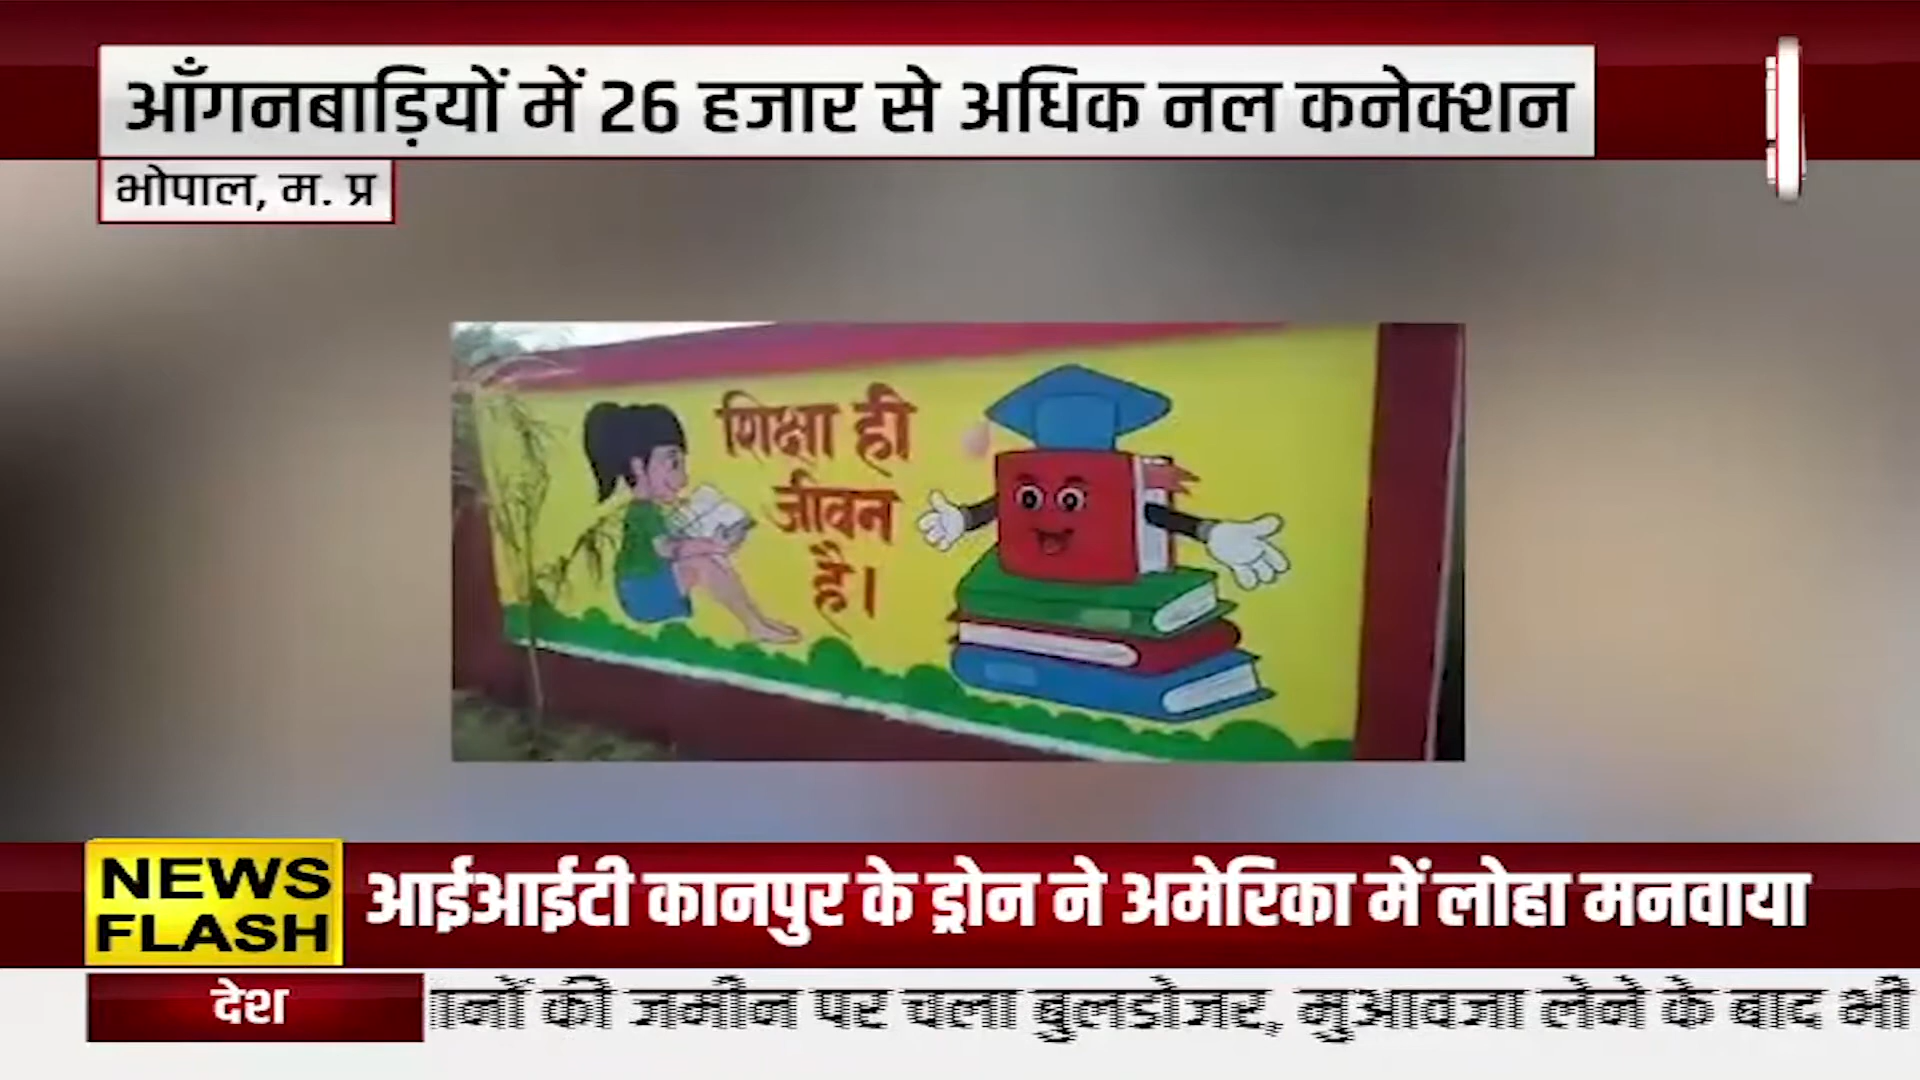 आँगनबाड़ियों में 26 हजार से अधिक नल कनेक्शन
भोपाल, म. प्र
शिक्षा ही
जीवन
है।
NEWS
FLASH
आईआईटी कानपुर के ड्रोन ने अमेरिका में लोहा मनवाया
देश
की जमीन पर चला बुलडोजर, मुआवजा लेने के बाद भी